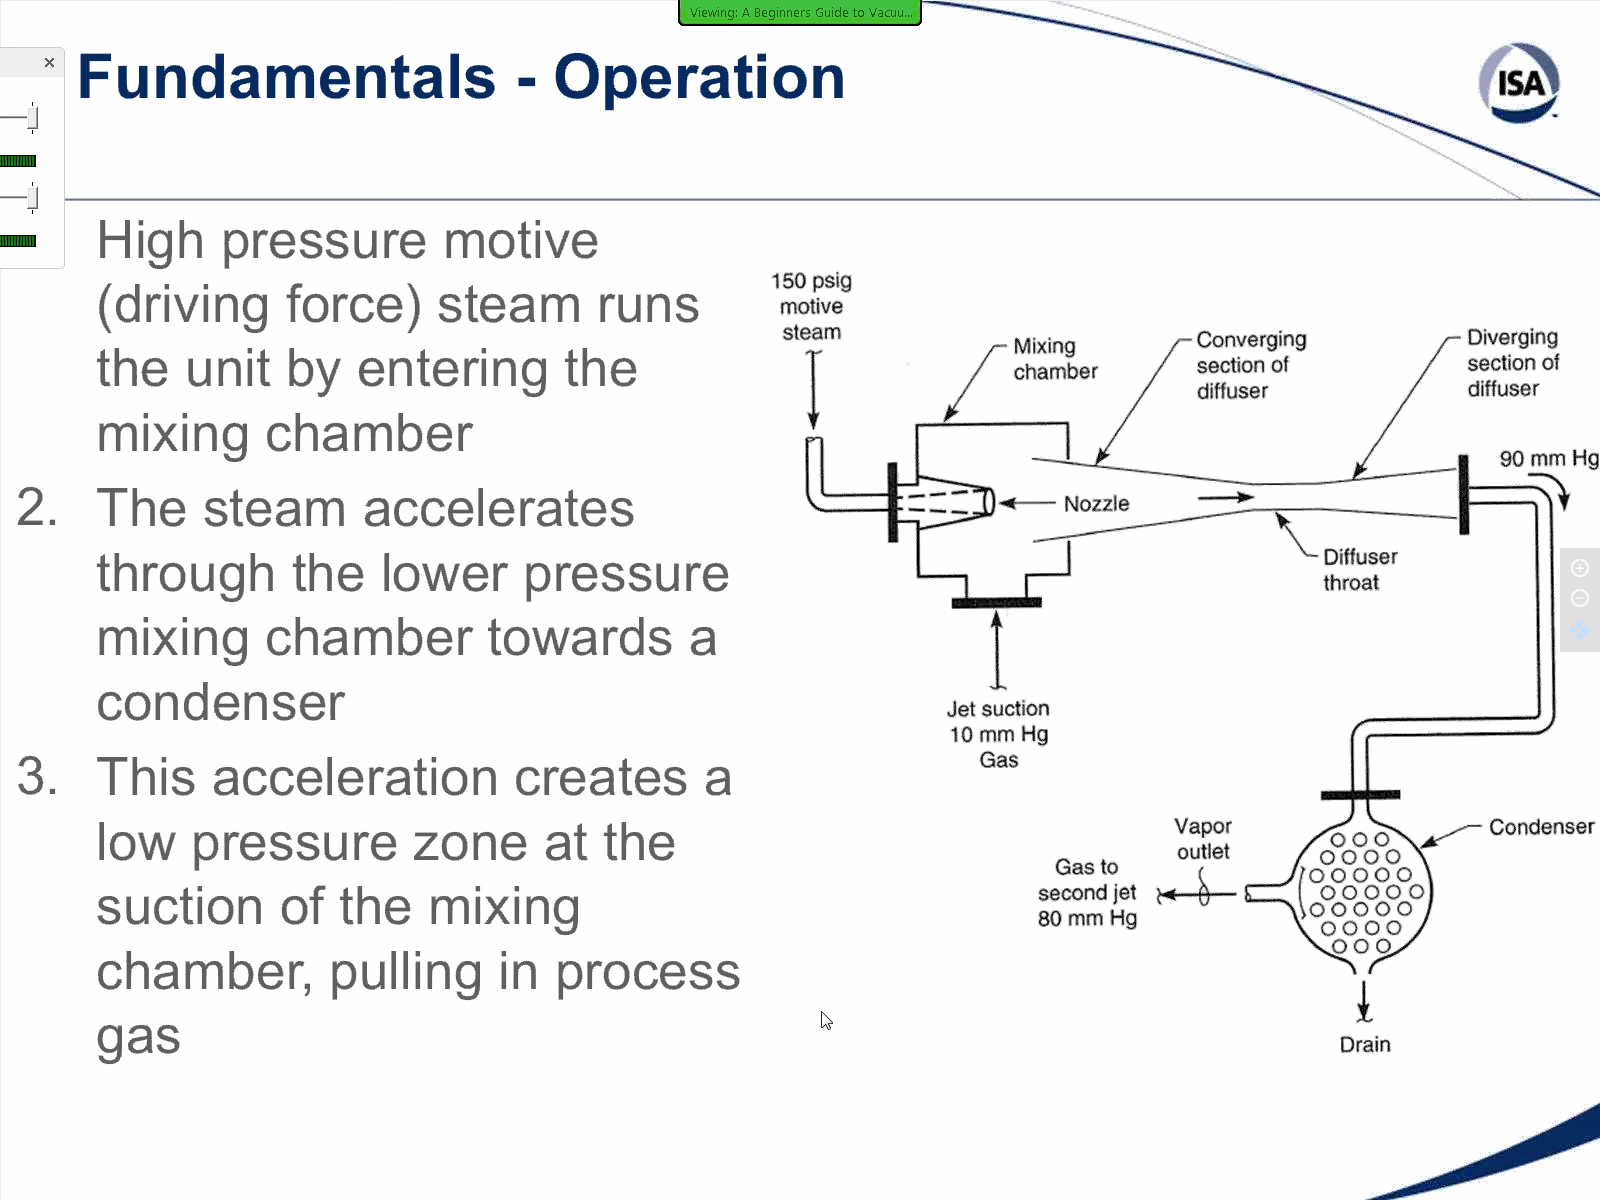 Viewing: A Beginners Guide to Vacuu...
Fundamentals - Operation
ISA
High pressure motive
(driving force) steam runs
the unit by entering the
mixing chamber
2. The steam accelerates
through the lower pressure
mixing chamber towards a
condenser
3. This acceleration creates a
low pressure zone at the
suction of the mixing
chamber, pulling in process
gas
150 psig
motive
steam
Mixing
chamber
Converging
section of
diffuser
Diverging
section of
diffuser
90 mm Hg
Nozzle
Diffuser
throat
Jet suction
10 mm Hg
Gas
Vapor
outlet
Condenser
Gas to
second jet
80 mm Hg
Drain